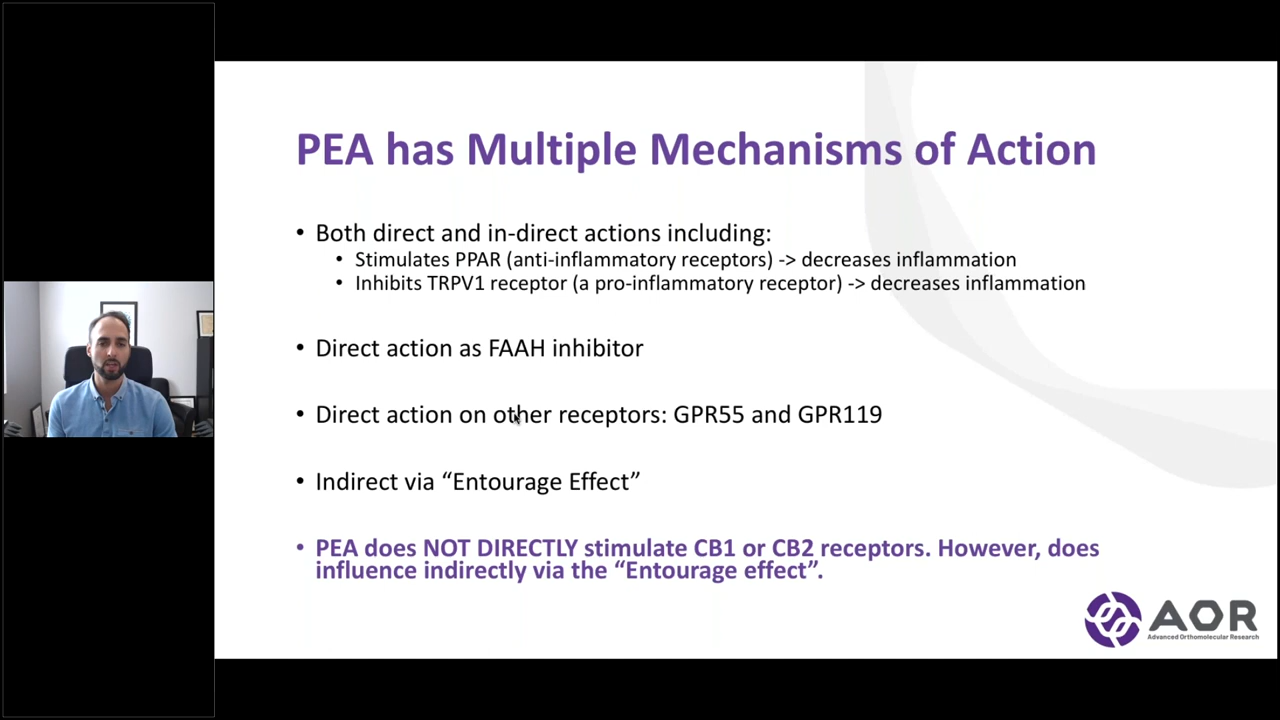 PEA has Multiple Mechanisms of Action
• Both direct and in-direct actions including:
• Stimulates PPAR (anti-inflammatory receptors) -> decreases inflammation
• Inhibits TRPV1 receptor (a pro-inflammatory receptor) -> decreases inflammation
• Direct action as FAAH inhibitor
• Direct action on other receptors: GPR55 and GPR119
• Indirect via “Entourage Effect”
• PEA does NOT DIRECTLY stimulate CB1 or CB2 receptors. However, does
influence indirectly via the “Entourage effect”.
AOR
Advanced Orthomolecular Research